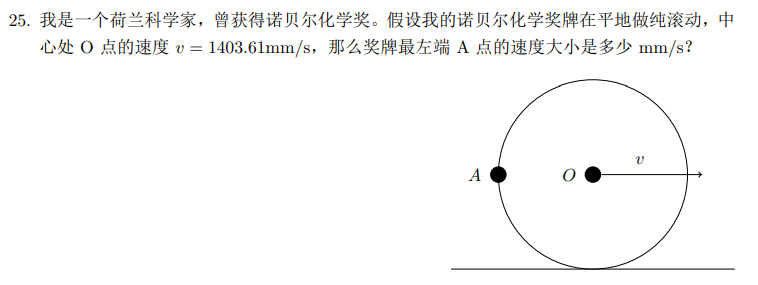 25. 我是一个荷兰科学家，曾获得诺贝尔化学奖。假设我的诺贝尔化学奖牌在平地做纯滚动，中
心处 O 点的速度 v = 1403.61mm/s，那么奖牌最左端 A 点的速度大小是多少 mm/s？
v
A
O